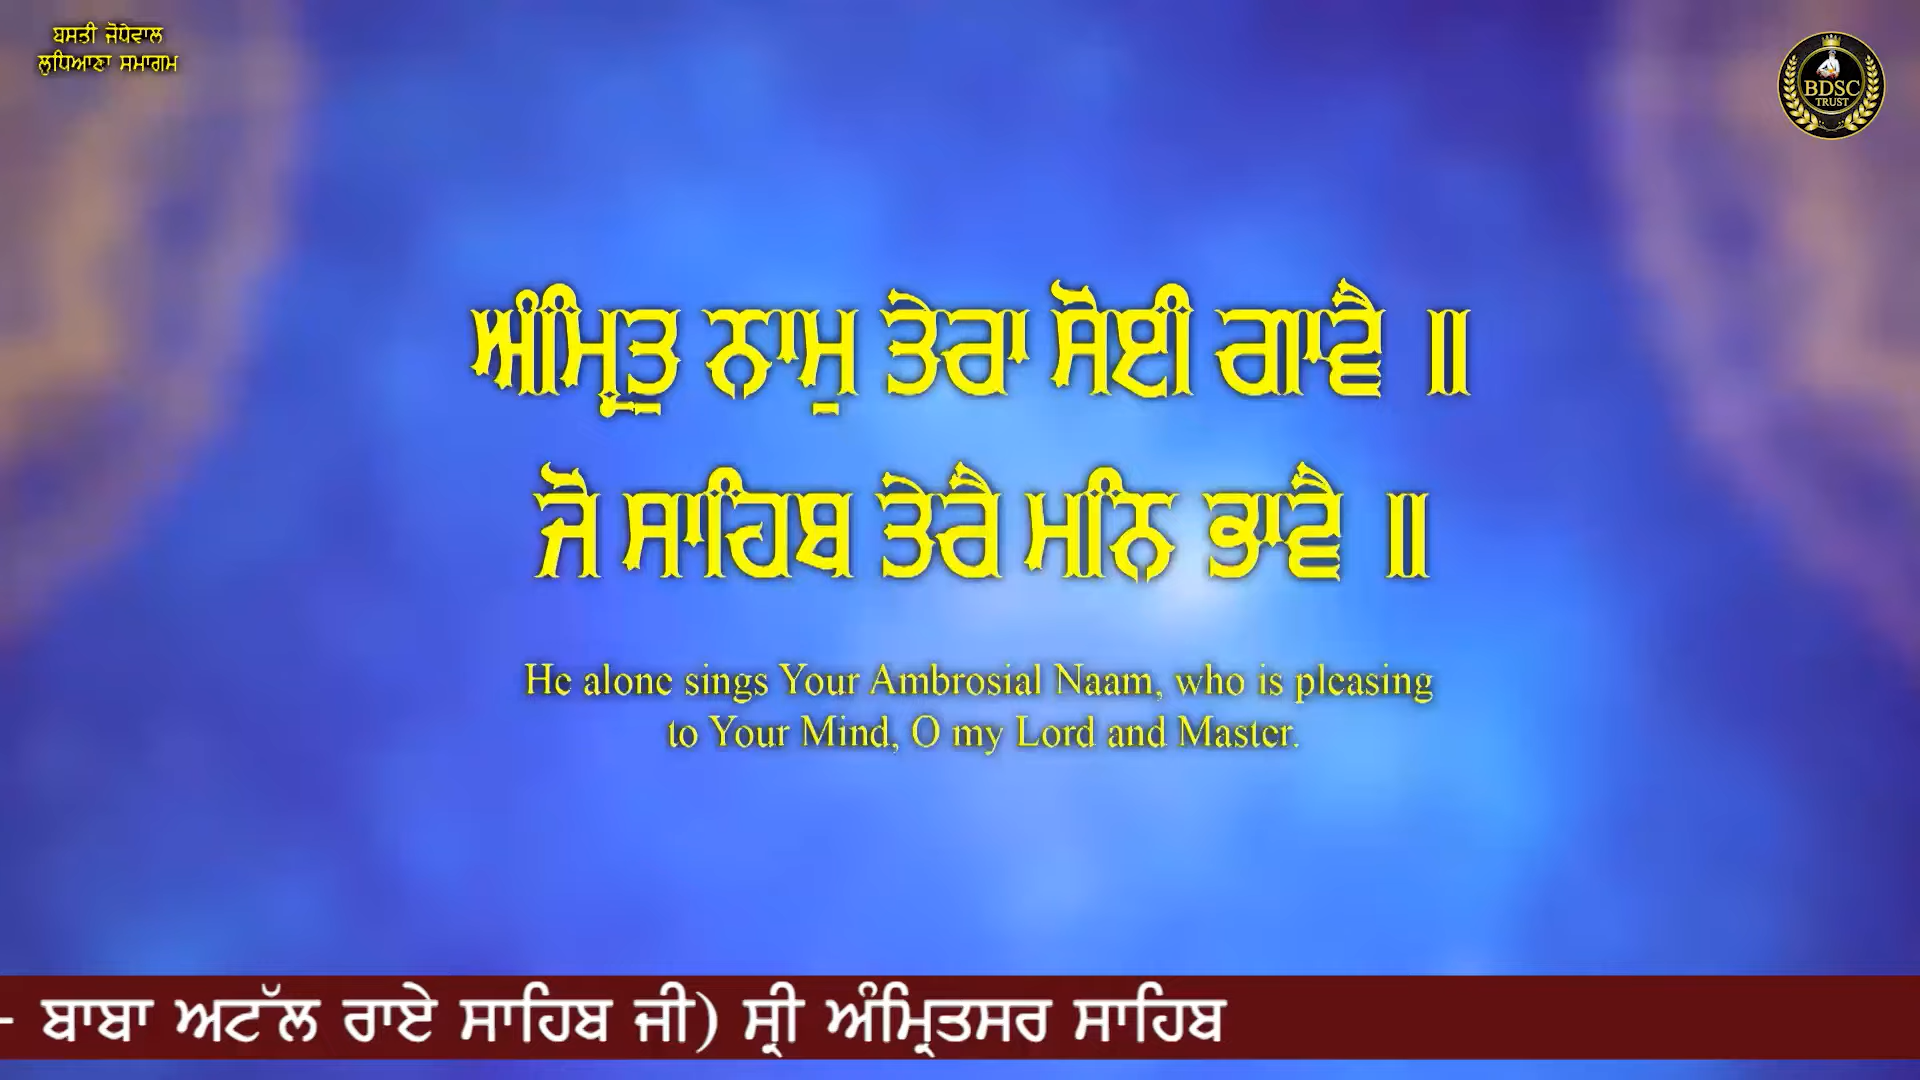 ਬਸਤੀ ਜੋਧੇਵਾਲ
ਲੁਧਿਆਣਾ ਸਮਾਗਮ
BDSC
TRUST
ਅੰਮ੍ਰਿਤੁ ਨਾਮੁ ਤੇਰਾ ਸੋਈ ਗਾਵੈ ॥
ਜੋ ਸਾਹਿਬ ਤੇਰੈ ਮਨਿ ਭਾਵੈ ॥
He alone sings Your Ambrosial Naam, who is pleasing
to Your Mind, O my Lord and Master.
- ਬਾਬਾ ਅਟੱਲ ਰਾਏ ਸਾਹਿਬ ਜੀ) ਸ੍ਰੀ ਅੰਮ੍ਰਿਤਸਰ ਸਾਹਿਬ